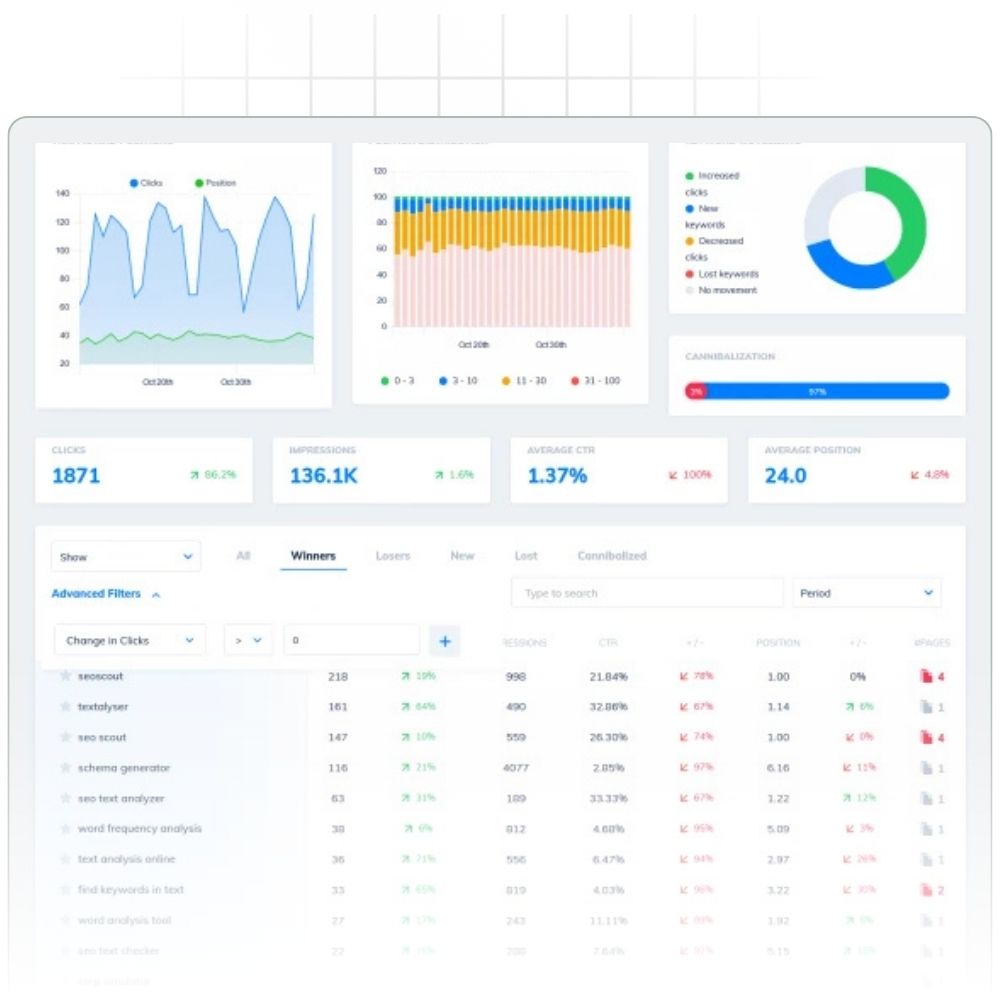 Clicks Position
140
120
100
80
60
40
20
Oct 20th Oct 30th
120
100
80
60
40
20
0
Oct 20th Oct 30th
0 - 3 3 - 10 11 - 30 31 - 100
Increased
clicks
New
keywords
Decreased
clicks
Lost keywords
No movement
CANNIBALIZATION
3% 97%
CLICKS
1871 86.2%
IMPRESSIONS
136.1K 1.6%
AVERAGE CTR
1.37% 100%
AVERAGE POSITION
24.0 4.8%
Show All Winners Losers New Lost Cannibalized
Advanced Filters Type to search Period
Change in Clicks > 0 +
CTR +/- POSITION +/- #PAGES
seoscout 218 19% 998 21.84% 78% 1.00 0% 4
textalyser 161 64% 490 32.86% 67% 1.14 6% 1
seo scout 147 10% 559 26.30% 74% 1.00 0% 4
schema generator 116 21% 4077 2.85% 97% 6.16 11% 1
seo text analyzer 63 31% 189 33.33% 67% 1.22 12% 1
word frequency analysis 38 6% 812 4.68% 95% 5.09 3% 1
text analysis online 36 71% 556 6.47% 94% 2.97 26% 1
find keywords in text 33 65% 819 4.03% 96% 3.22 30% 2
word analysis tool 27 17% 243 11.11% 89% 1.92 1
seo text checker 22 7.64% 92% 5.15 1